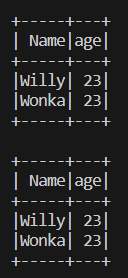 +-----+---+
| Name|age|
+-----+---+
|Willy| 23|
|Wonka| 23|
+-----+---+

+-----+---+
| Name|age|
+-----+---+
|Willy| 23|
|Wonka| 23|
+-----+---+